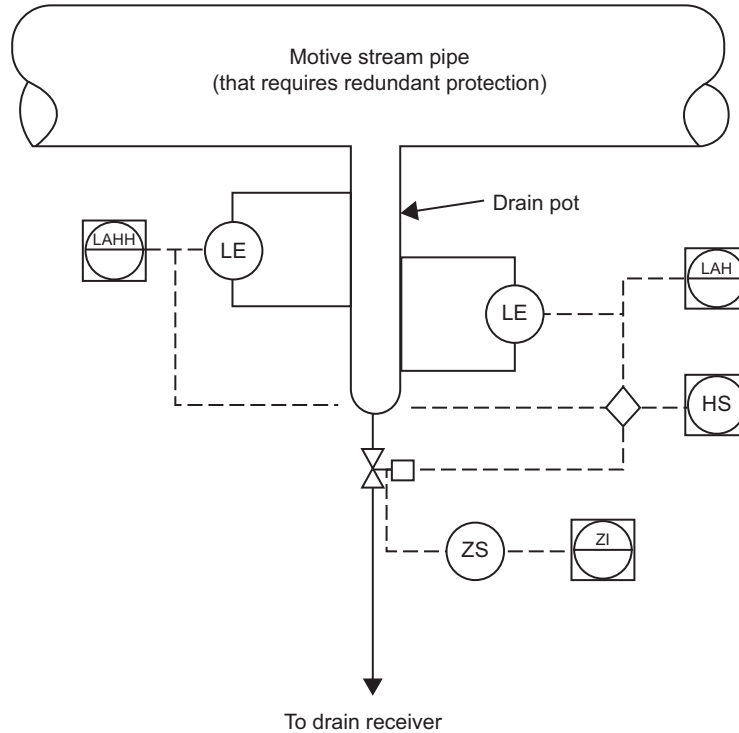 Motive stream pipe
(that requires redundant protection)
Drain pot
LAHH
LE
LE
LAH
HS
ZS
ZI
To drain receiver